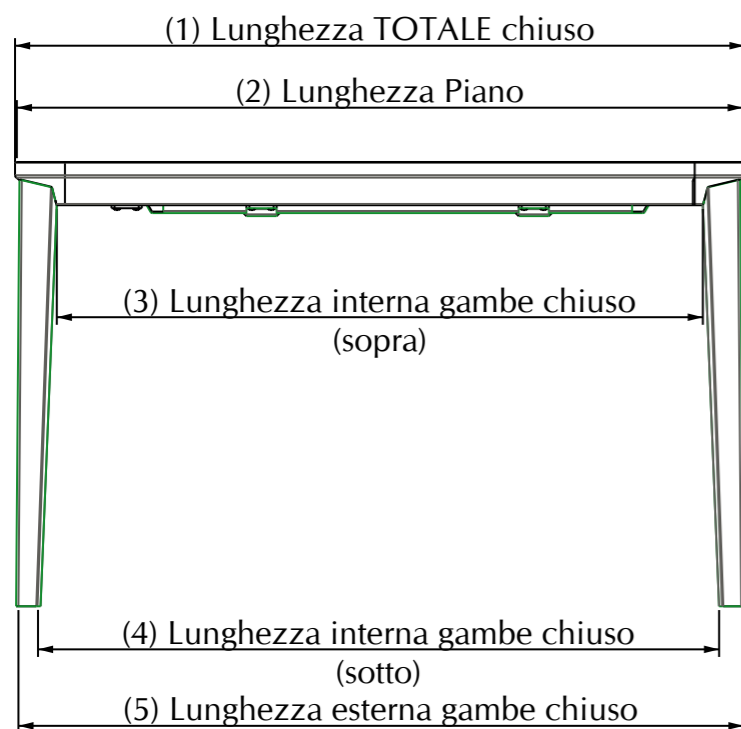 (1) Lunghezza TOTALE chiuso
(2) Lunghezza Piano
(3) Lunghezza interna gambe chiuso
(sopra)
(4) Lunghezza interna gambe chiuso
(sotto)
(5) Lunghezza esterna gambe chiuso